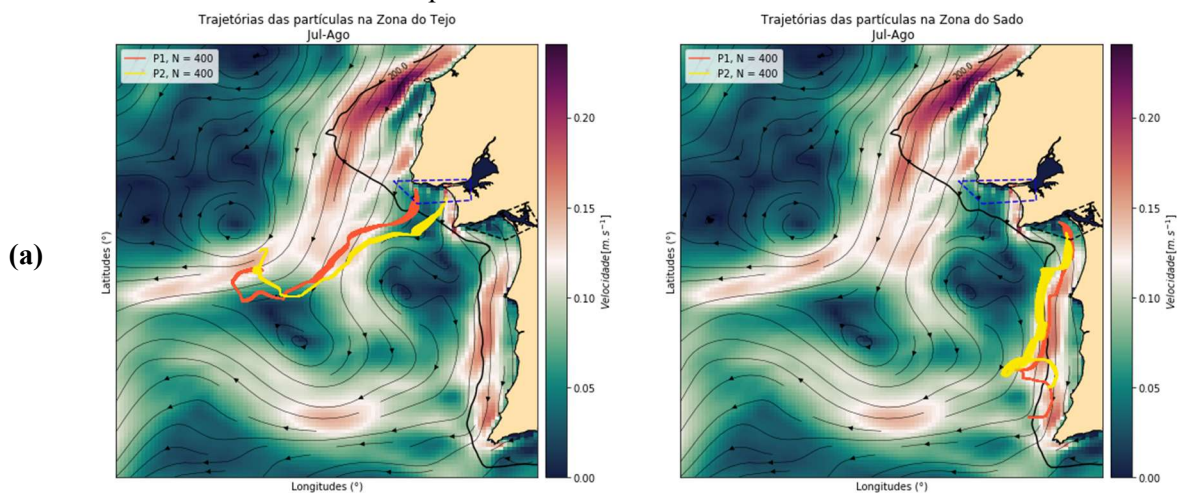 Trajetórias das partículas na Zona do Tejo
Jul-Ago
P1, N = 400
P2, N = 400
200.0
Latitudes (°)
Longitudes (°)
0.20
0.15
0.10
0.05
0.00
Velocidade[m. s⁻¹]
Trajetórias das partículas na Zona do Sado
Jul-Ago
P1, N = 400
P2, N = 400
200.0
Latitudes (°)
Longitudes (°)
0.20
0.15
0.10
0.05
0.00
Velocidade[m. s⁻¹]
(a)